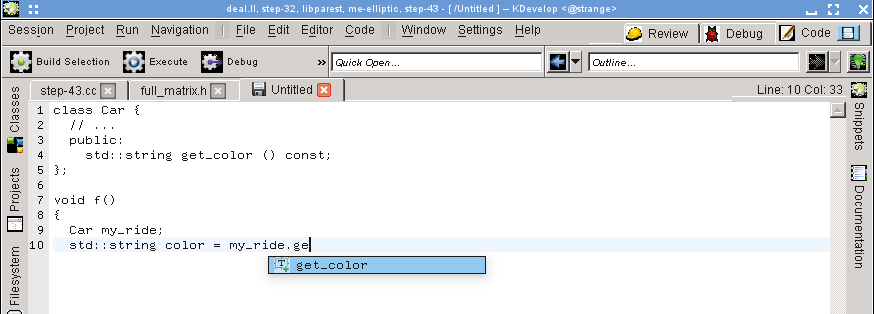 deal.II, step-32, libparest, me-elliptic, step-43 - [ /Untitled ] – KDevelop <@strange>
Session Project Run Navigation File Edit Editor Code Window Settings Help Review Debug Code
Build Selection Execute Debug » Quick Open... Outline...
step-43.cc full_matrix.h Untitled Line: 10 Col: 33
Classes
Projects
Filesystem
1 class Car {
2 // ...
3 public:
4 std::string get_color () const;
5 };
6
7 void f()
8 {
9 Car my_ride;
10 std::string color = my_ride.ge
get_color
Snippets
Documentation